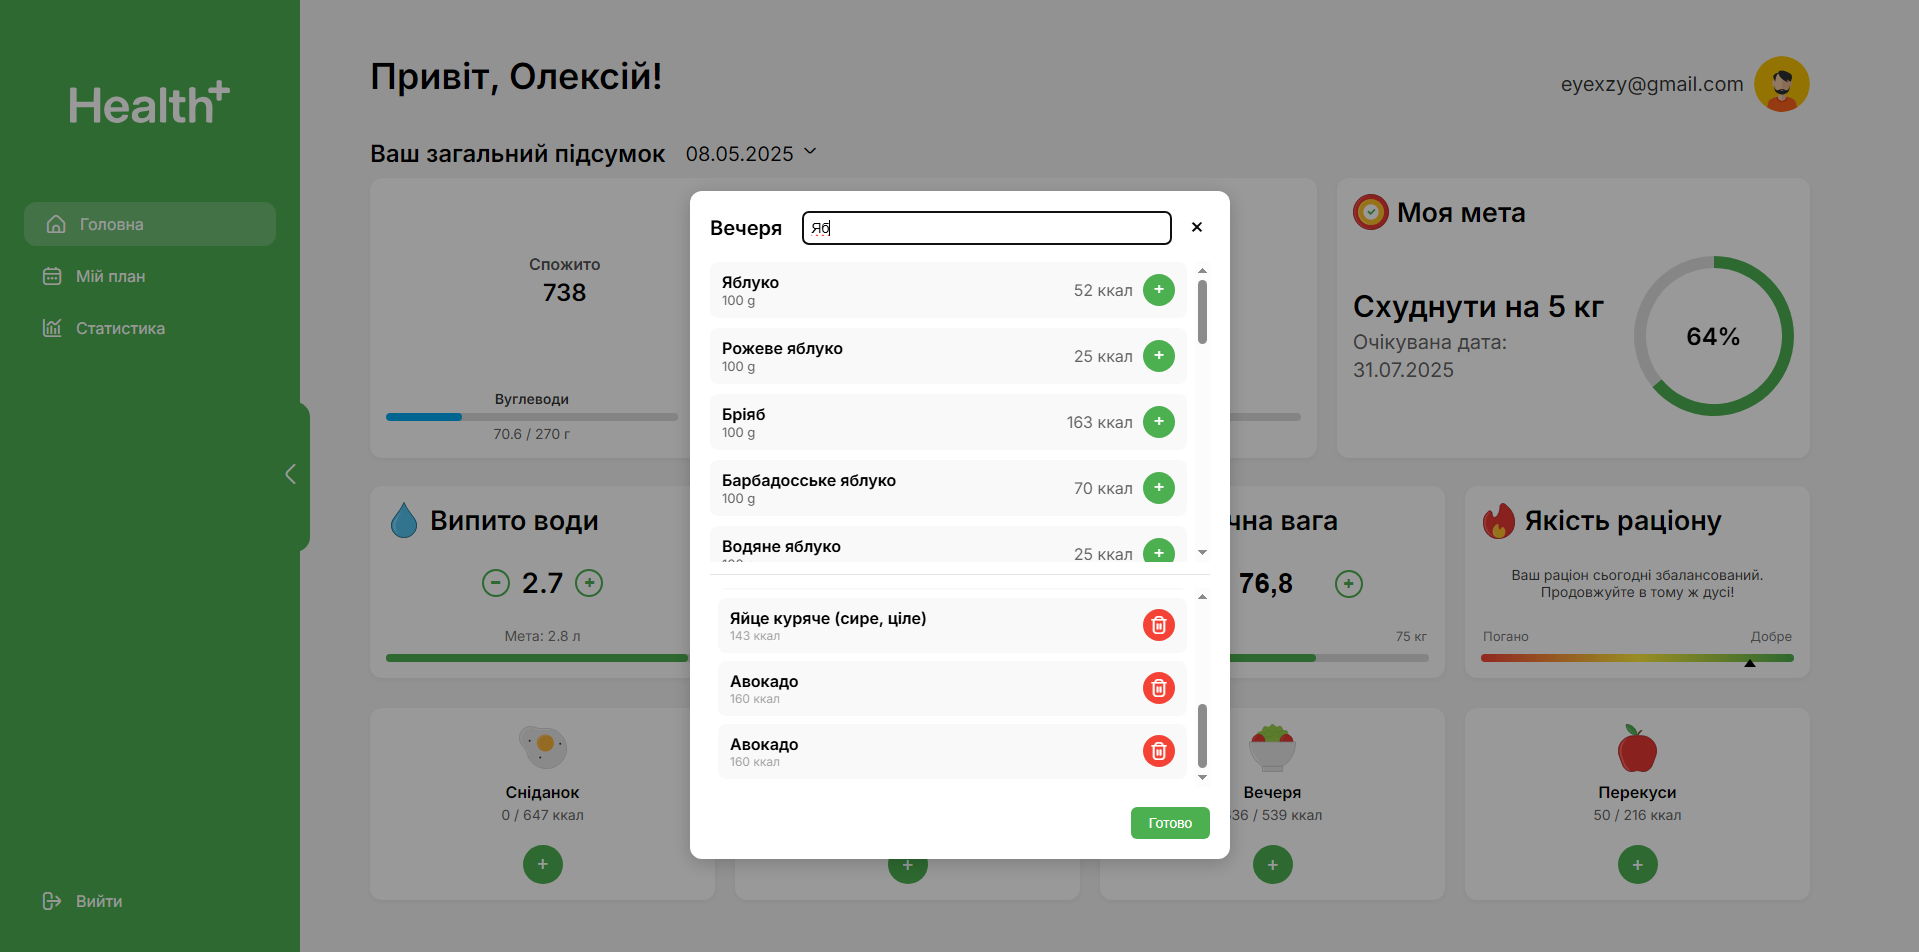 Health+
Головна
Мій план
Статистика
Вийти
Привіт, Олексій!
eyexzy@gmail.com
Ваш загальний підсумок 08.05.2025
Спожито
738
Вуглеводи
70.6 / 270 г
Моя мета
Схуднути на 5 кг
Очікувана дата:
31.07.2025
64%
Вечеря
Яб
Яблуко
100 g
52 ккал
Рожеве яблуко
100 g
25 ккал
Бріяб
100 g
163 ккал
Барбадосське яблуко
100 g
70 ккал
Водяне яблуко
25 ккал
Яйце куряче (сире, ціле)
143 ккал
Авокадо
160 ккал
Авокадо
160 ккал
Готово
Випито води
2.7
Мета: 2.8 л
вага
76,8
75 кг
Якість раціону
Ваш раціон сьогодні збалансований.
Продовжуйте в тому ж дусі!
Погано
Добре
Сніданок
0 / 647 ккал
Вечеря
36 / 539 ккал
Перекуси
50 / 216 ккал